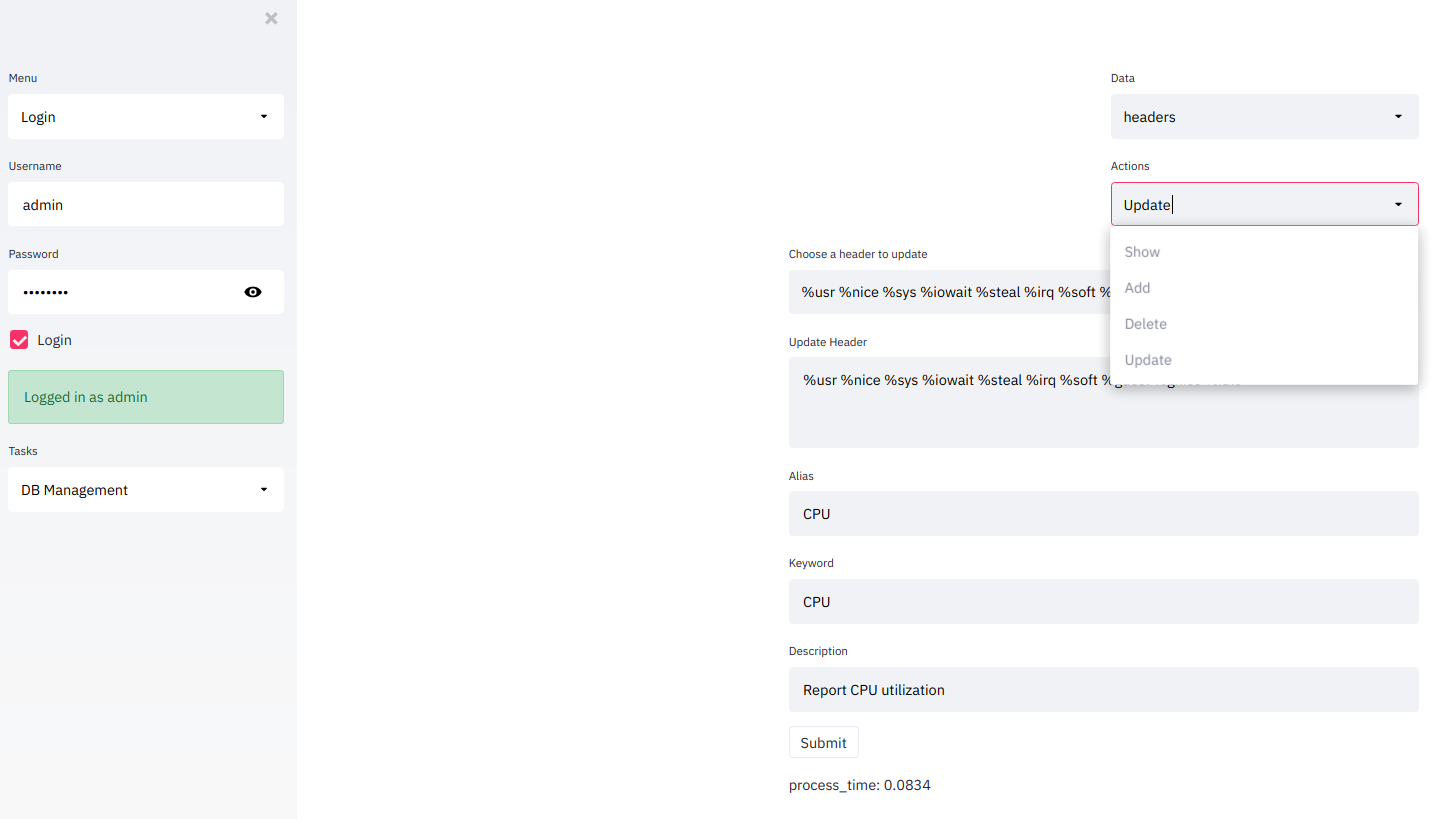 Menu
Login
Username
admin
Password
••••••••
Login
Logged in as admin
Tasks
DB Management
Data
headers
Actions
Update
Show
Add
Delete
Update
Choose a header to update
%usr %nice %sys %iowait %steal %irq %soft %
Update Header
%usr %nice %sys %iowait %steal %irq %soft %
Alias
CPU
Keyword
CPU
Description
Report CPU utilization
Submit
process_time: 0.0834